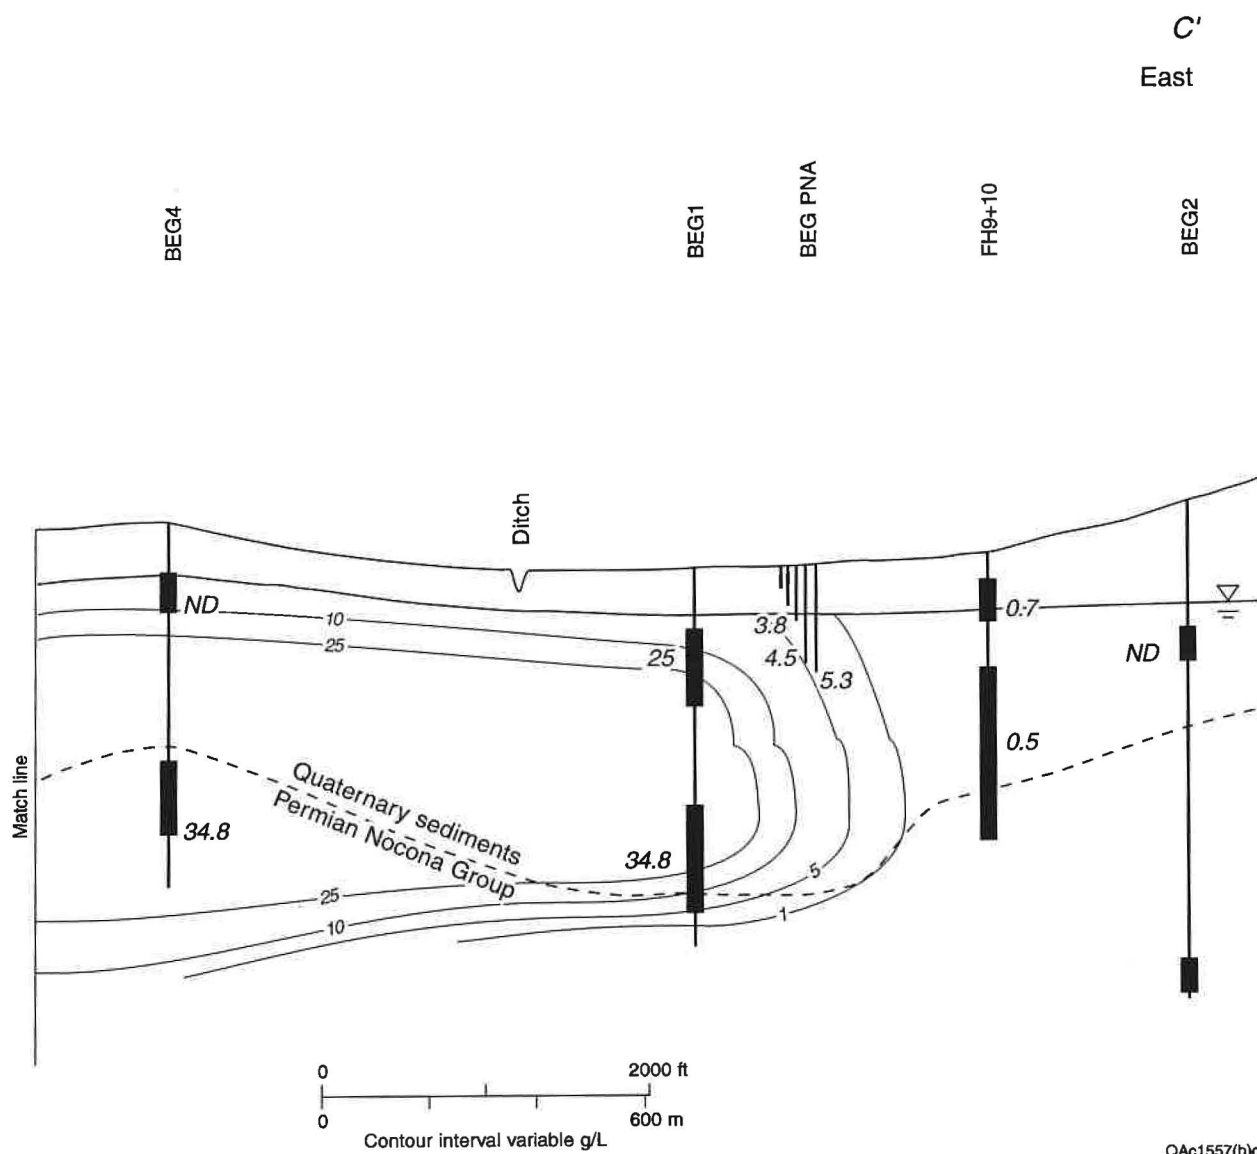 C'
East
BEG4
BEG1
BEG PNA
FH9+10
BEG2
Ditch
ND
10
25
25
3.8
4.5
5.3
0.7
ND
0.5
Match line
Quaternary sediments
Permian Nocona Group
34.8
34.8
25
10
5
1
0
2000 ft
0
600 m
Contour interval variable g/L